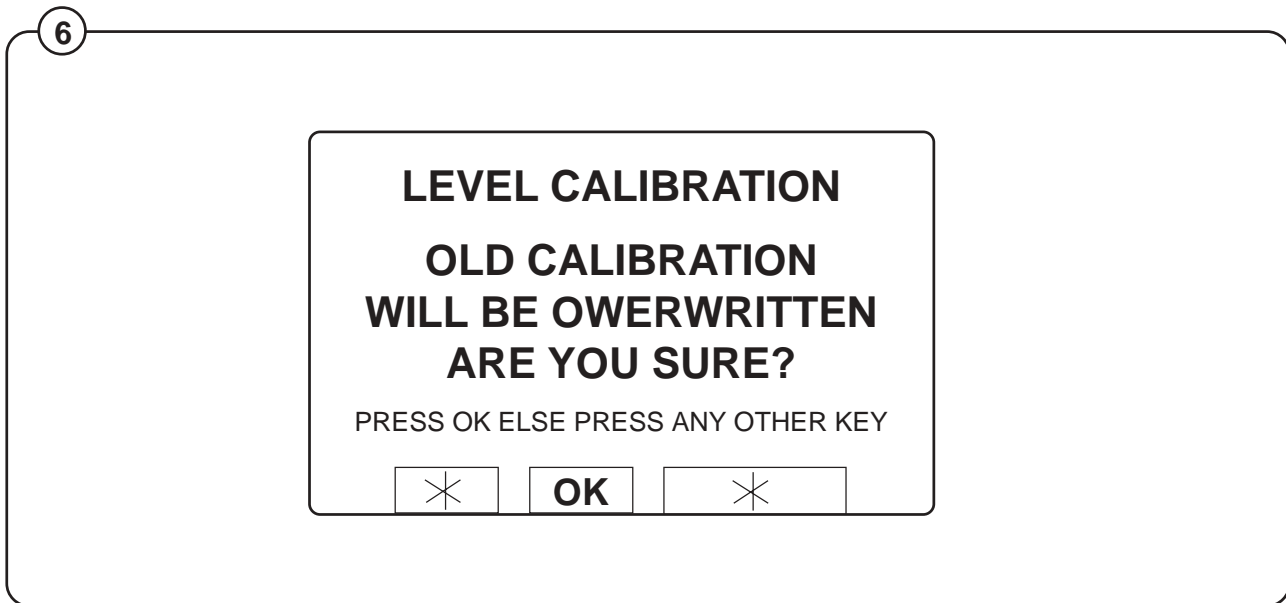 6
LEVEL CALIBRATION
OLD CALIBRATION
WILL BE OWERWRITTEN
ARE YOU SURE?
PRESS OK ELSE PRESS ANY OTHER KEY
* OK *